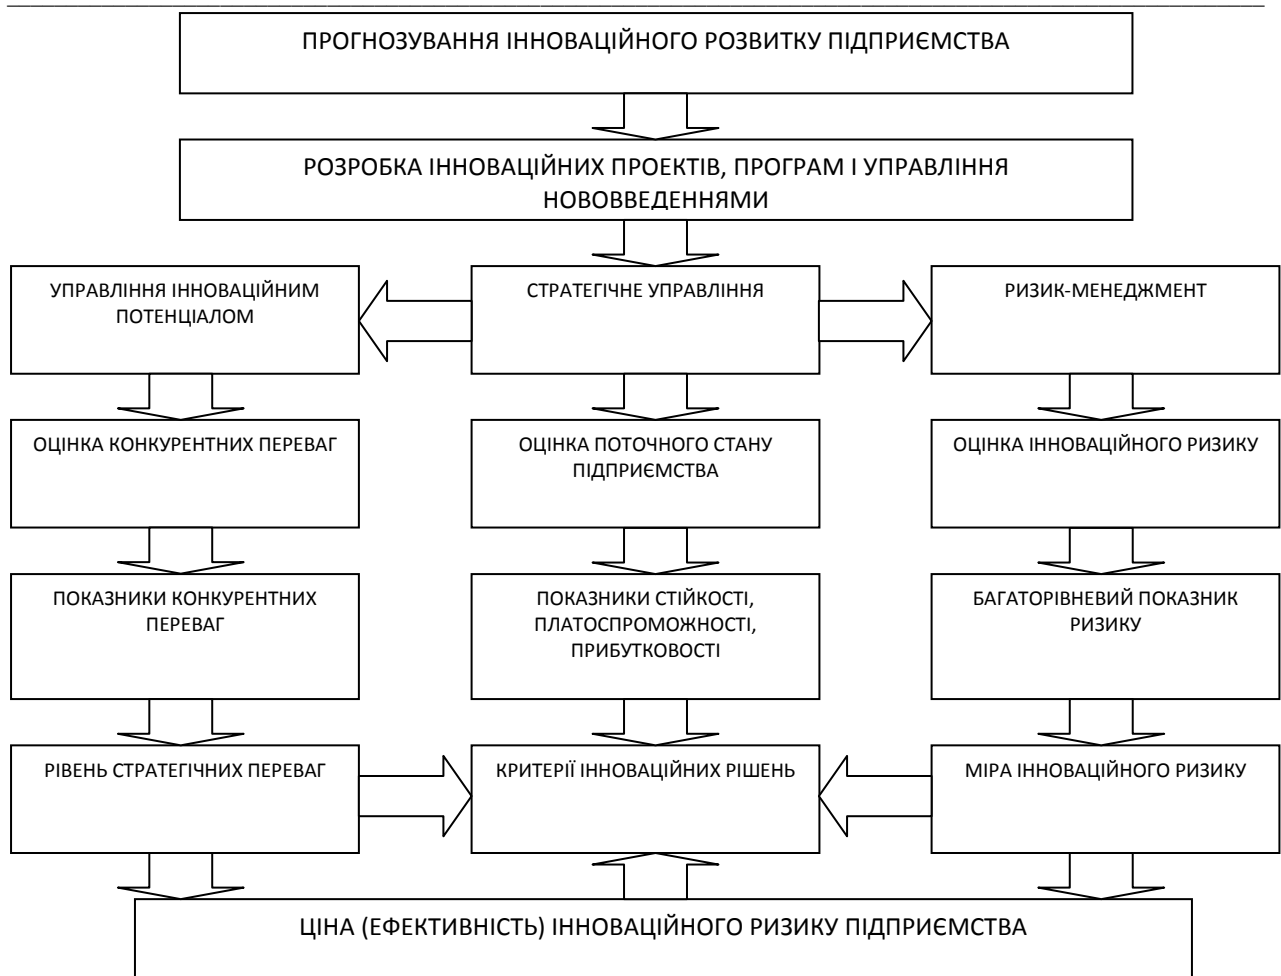 ПРОГНОЗУВАННЯ ІННОВАЦІЙНОГО РОЗВИТКУ ПІДПРИЄМСТВА
РОЗРОБКА ІННОВАЦІЙНИХ ПРОЕКТІВ, ПРОГРАМ І УПРАВЛІННЯ
НОВОВВЕДЕННЯМИ
УПРАВЛІННЯ ІННОВАЦІЙНИМ
ПОТЕНЦІАЛОМ
СТРАТЕГІЧНЕ УПРАВЛІННЯ
РИЗИК-МЕНЕДЖМЕНТ
ОЦІНКА КОНКУРЕНТНИХ ПЕРЕВАГ
ОЦІНКА ПОТОЧНОГО СТАНУ
ПІДПРИЄМСТВА
ОЦІНКА ІННОВАЦІЙНОГО РИЗИКУ
ПОКАЗНИКИ КОНКУРЕНТНИХ
ПЕРЕВАГ
ПОКАЗНИКИ СТІЙКОСТІ,
ПЛАТОСПРОМОЖНОСТІ,
ПРИБУТКОВОСТІ
БАГАТОРІВНЕВИЙ ПОКАЗНИК
РИЗИКУ
РІВЕНЬ СТРАТЕГІЧНИХ ПЕРЕВАГ
КРИТЕРІЇ ІННОВАЦІЙНИХ РІШЕНЬ
МІРА ІННОВАЦІЙНОГО РИЗИКУ
ЦІНА (ЕФЕКТИВНІСТЬ) ІННОВАЦІЙНОГО РИЗИКУ ПІДПРИЄМСТВА